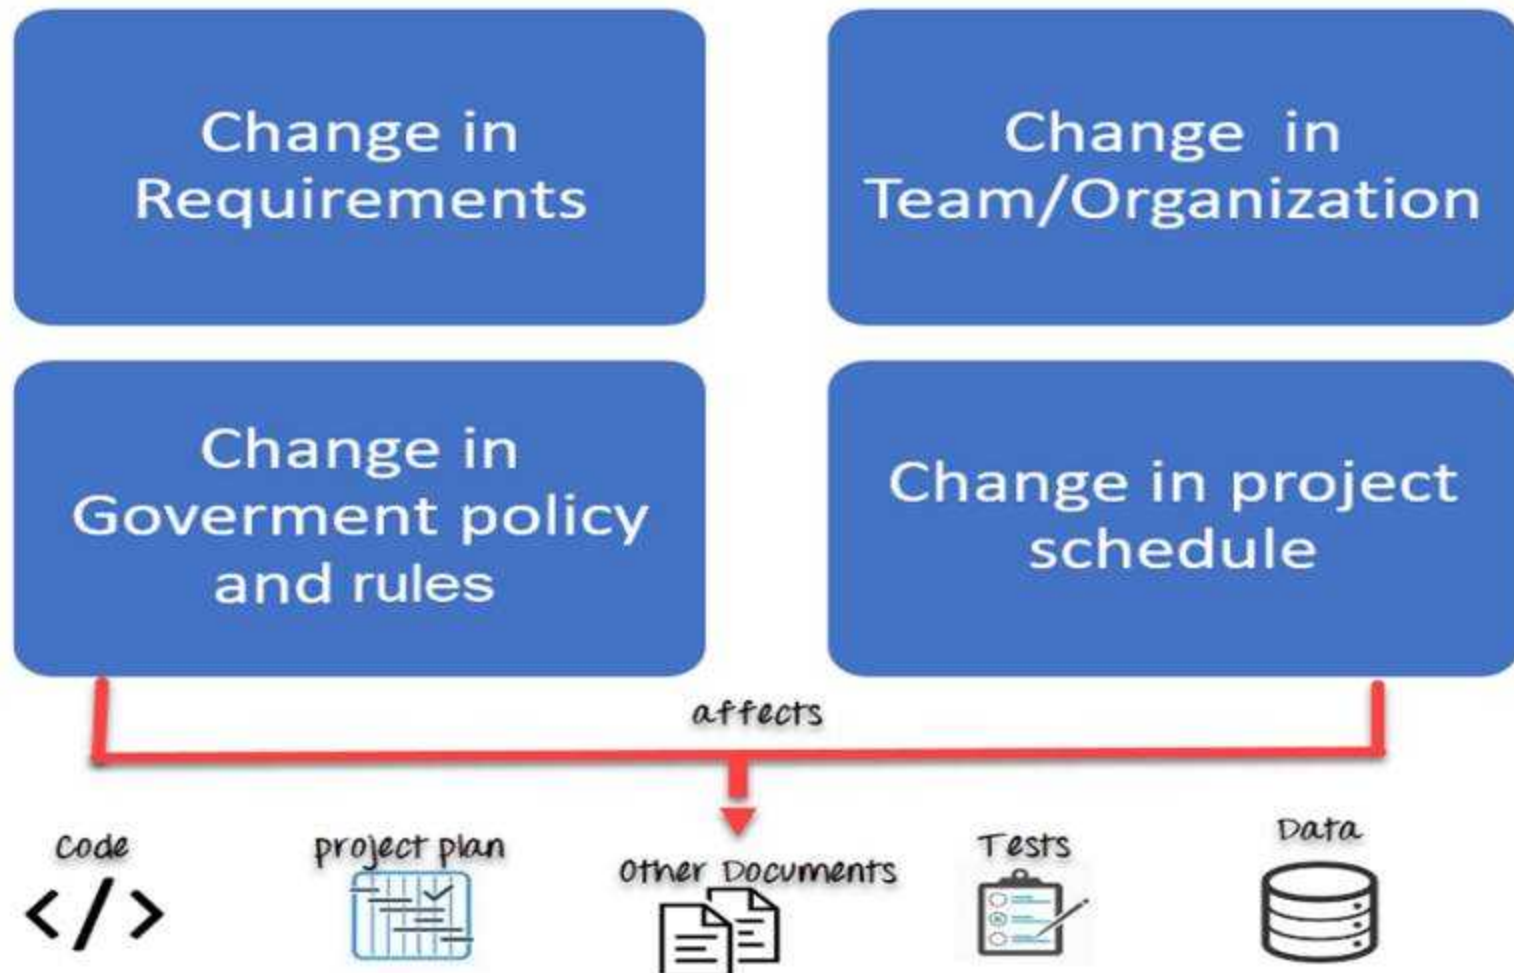 Change in
Requirements
Change in
Team/Organization
Change in
Goverment policy
and rules
Change in project
schedule
affects
Code
project plan
Other Documents
Tests
Data